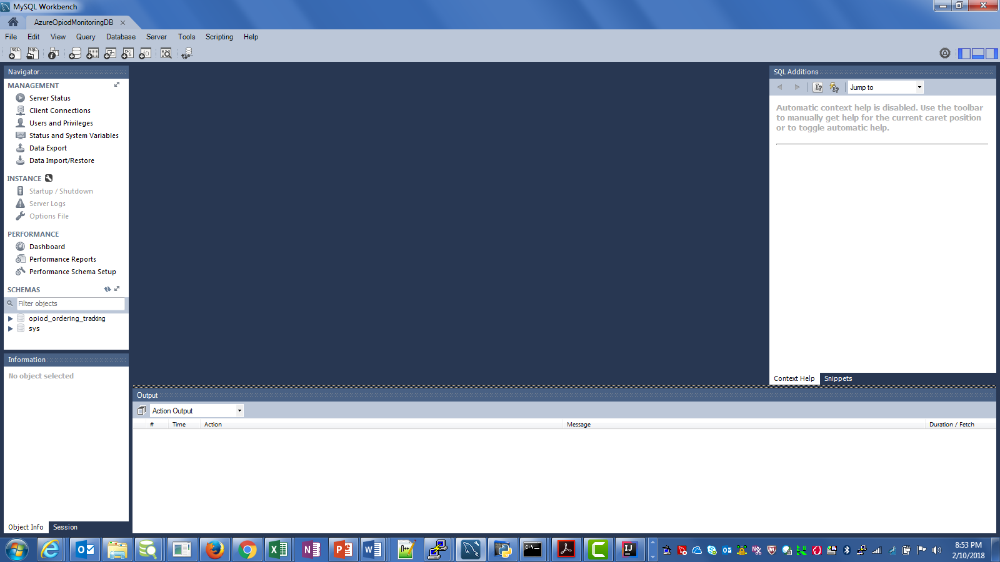 MySQL Workbench
AzureOpiodMonitoringDB
File Edit View Query Database Server Tools Scripting Help
Navigator
MANAGEMENT
Server Status
Client Connections
Users and Privileges
Status and System Variables
Data Export
Data Import/Restore
INSTANCE
Startup / Shutdown
Server Logs
Options File
PERFORMANCE
Dashboard
Performance Reports
Performance Schema Setup
SCHEMAS
Filter objects
opiod_ordering_tracking
sys
Information
No object selected
Object Info Session
SQL Additions
Jump to
Automatic context help is disabled. Use the toolbar
to manually get help for the current caret position
or to toggle automatic help.
Context Help Snippets
Output
Action Output
# Time Action Message Duration / Fetch
8:53 PM
2/10/2018